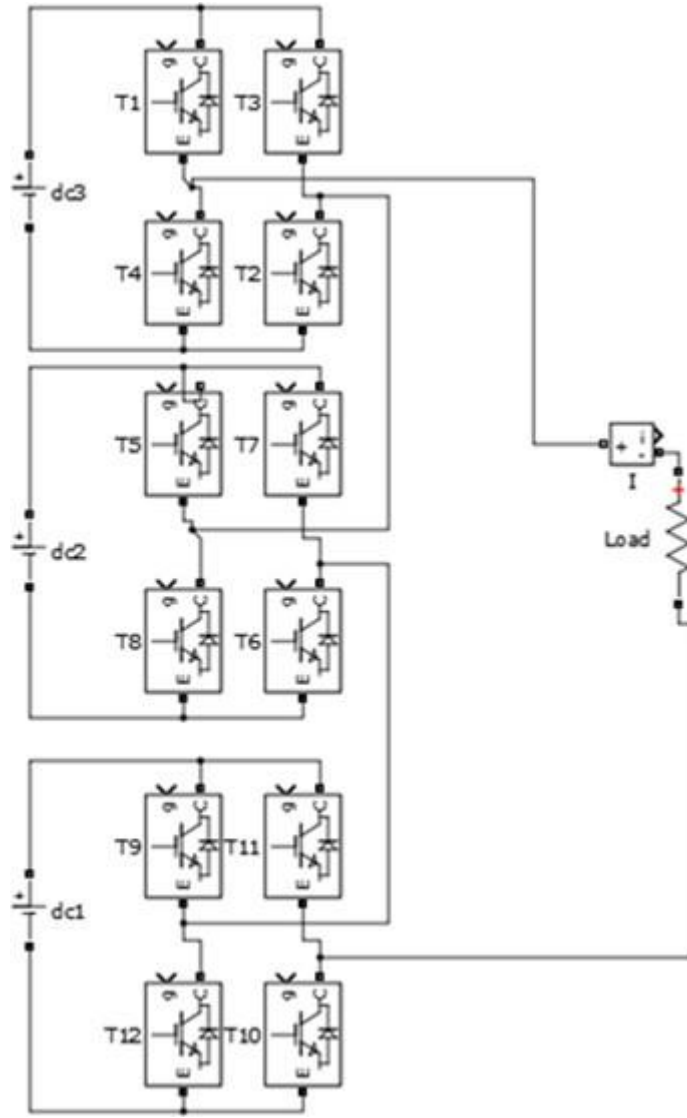 g C g C
T1 T3
E E
+ dc3
g C g C
T4 T2
E E
g C g C
T5 T7
E E
+ - i
+
I
+ dc2
Load
g C g C
T8 T6
E E
g C g C
T9 T11
E E
+ dc1
g C g C
T12 T10
E E